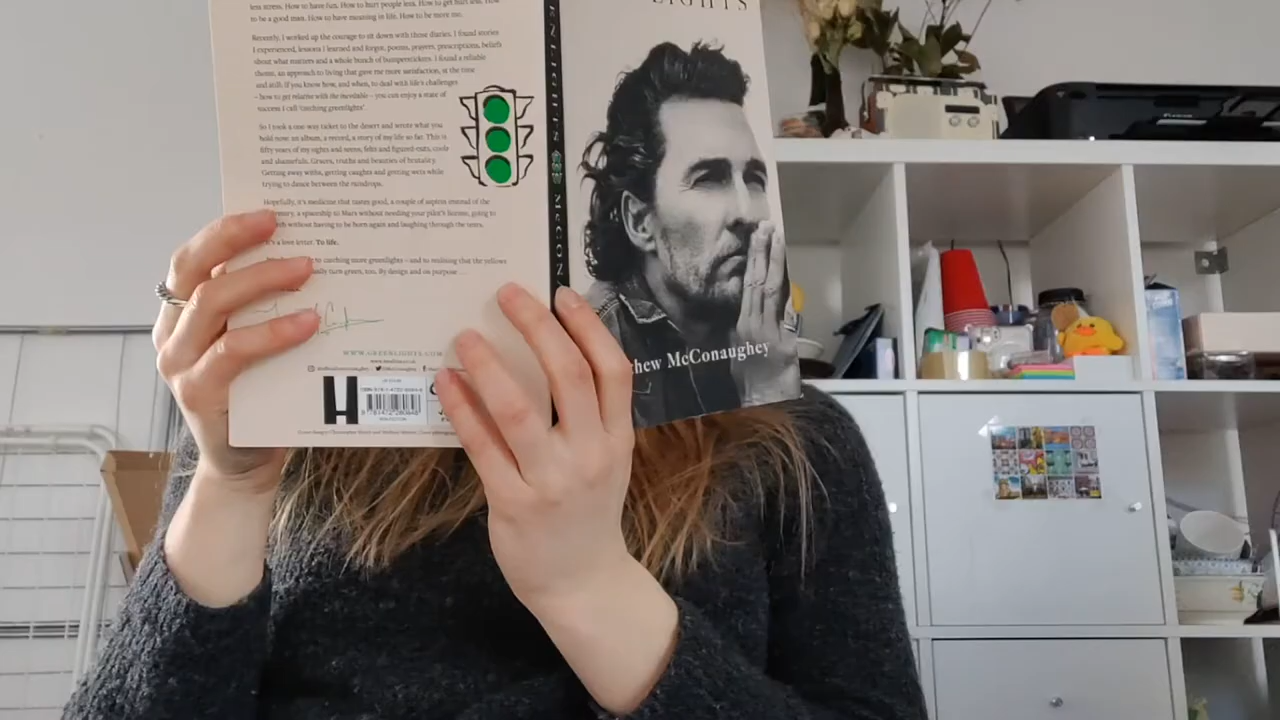 less stress. How to have fun. How to hurt people less. How to get hurt less. How
to be a good man. How to have meaning in life. How to be more me.
Recently, I worked up the courage to sit down with those diaries. I found stories
I experienced, lessons I learned and forgot, poems, prayers, prescriptions, beliefs
about what matters and a whole bunch of bumperstickers. I found a reliable
theme, an approach to living that gave me more satisfaction, at the time
and still: If you know how, and when, to deal with life's challenges
– how to get relative with the inevitable – you can enjoy a state of
success I call 'catching greenlights'.
So I took a one-way ticket to the desert and wrote what you
hold now: an album, a record, a story of my life so far. This is
fifty years of my sights and seens, felts and figured-outs, cools
and shamefuls. Graces, truths and beauties of brutality.
Getting away withs, getting caughts and getting wets while
trying to dance between the raindrops.
Hopefully, it's medicine that tastes good, a couple of aspirin instead of the
a spaceship to Mars without needing your pilot's license, going to
without having to be born again and laughing through the tears.
It's a love letter. To life.
to catching more greenlights – and to realising that the yellows
turn green, too. By design and on purpose ...
WWW.GREENLIGHTS.COM
H
GREENLIGHTS
McCON
LIGHTS
thew McConaughey
Canon